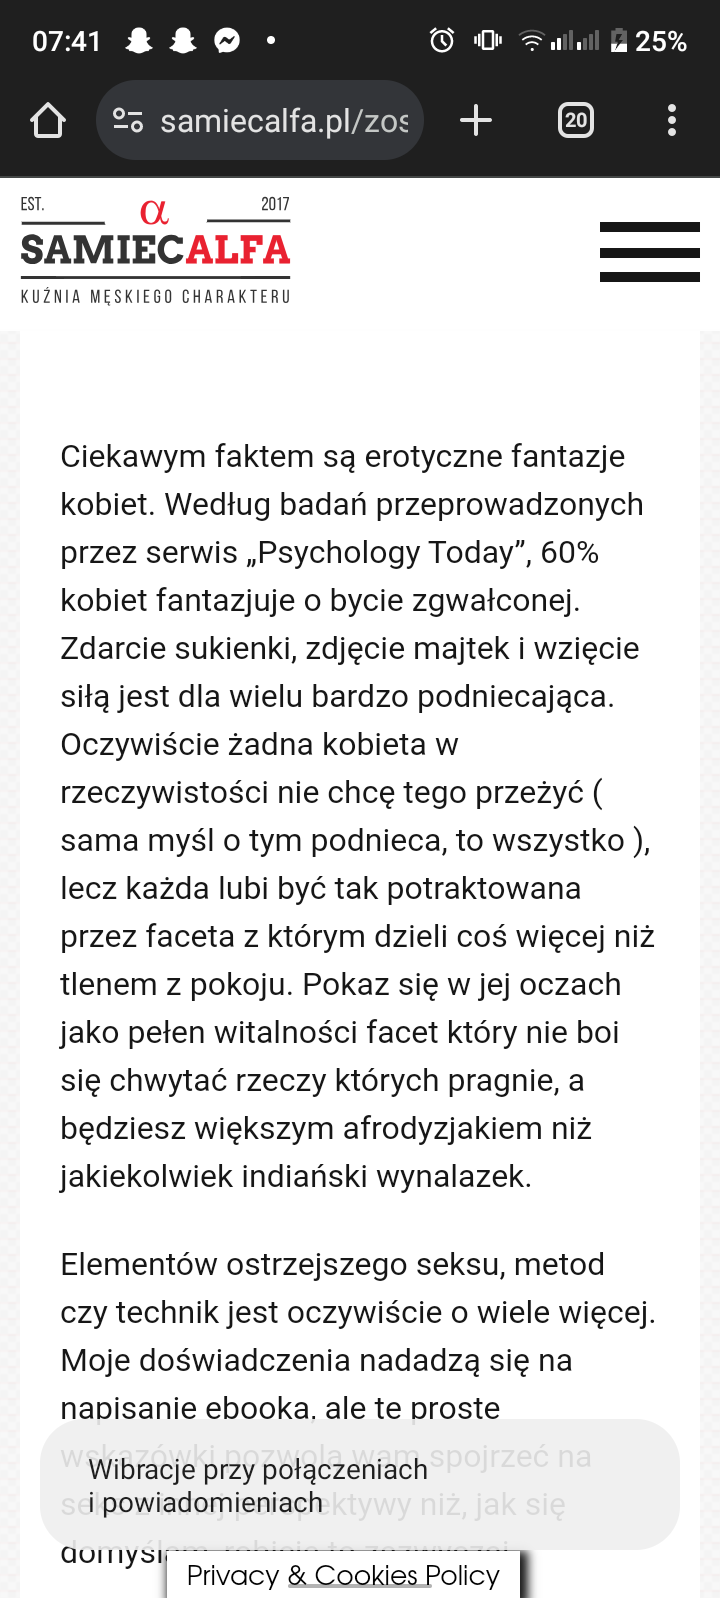 07:41
25%
samiecalfa.pl/zos
20
EST. α 2017
SAMIECALFA
KUŹNIA MĘSKIEGO CHARAKTERU
Ciekawym faktem są erotyczne fantazje
kobiet. Według badań przeprowadzonych
przez serwis „Psychology Today”, 60%
kobiet fantazjuje o bycie zgwałconej.
Zdarcie sukienki, zdjęcie majtek i wzięcie
siłą jest dla wielu bardzo podniecająca.
Oczywiście żadna kobieta w
rzeczywistości nie chcę tego przeżyć (
sama myśl o tym podnieca, to wszystko ),
lecz każda lubi być tak potraktowana
przez faceta z którym dzieli coś więcej niż
tlenem z pokoju. Pokaz się w jej oczach
jako pełen witalności facet który nie boi
się chwytać rzeczy których pragnie, a
będziesz większym afrodyzjakiem niż
jakiekolwiek indiański wynalazek.
Elementów ostrzejszego seksu, metod
czy technik jest oczywiście o wiele więcej.
Moje doświadczenia nadadzą się na
napisanie ebooka, ale te proste
wskazówki pozwolą wam spojrzeć na
Wibracje przy połączeniach
i powiadomieniach
perspektywy niż, jak się
Privacy & Cookies Policy